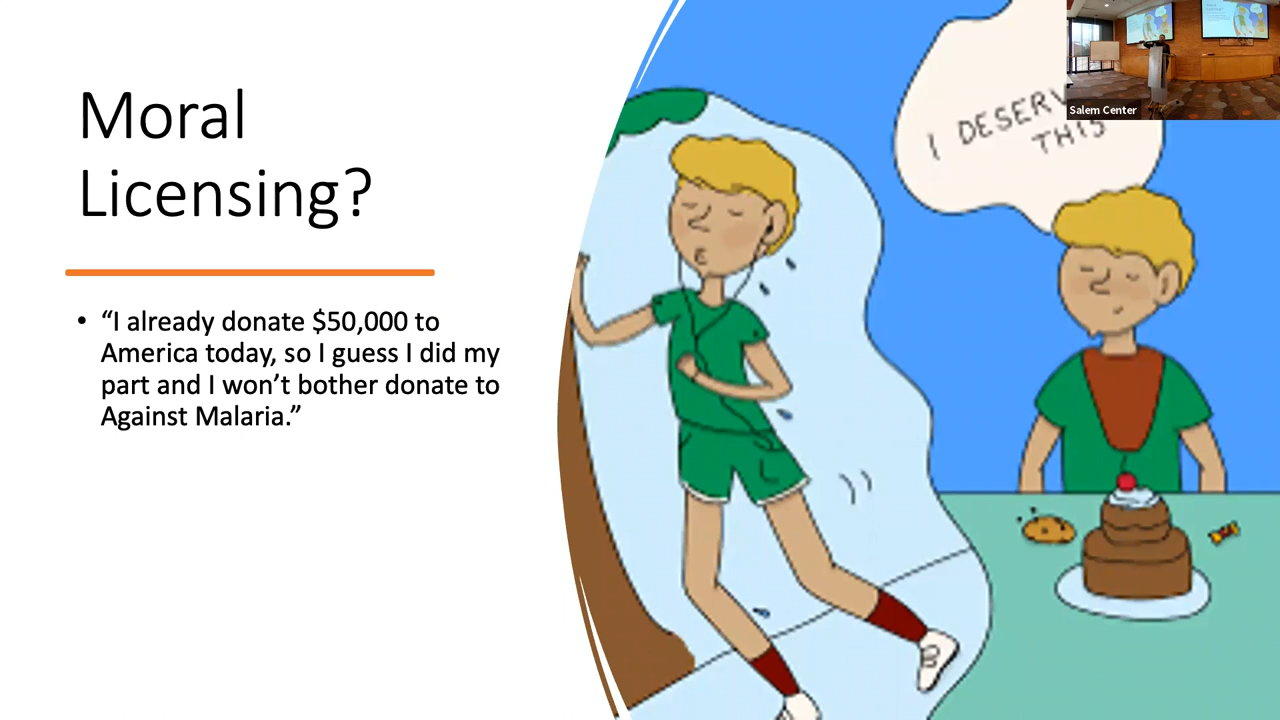 Moral
Licensing?
• “I already donate $50,000 to
America today, so I guess I did my
part and I won’t bother donate to
Against Malaria.”
I DESERV
THIS
Salem Center